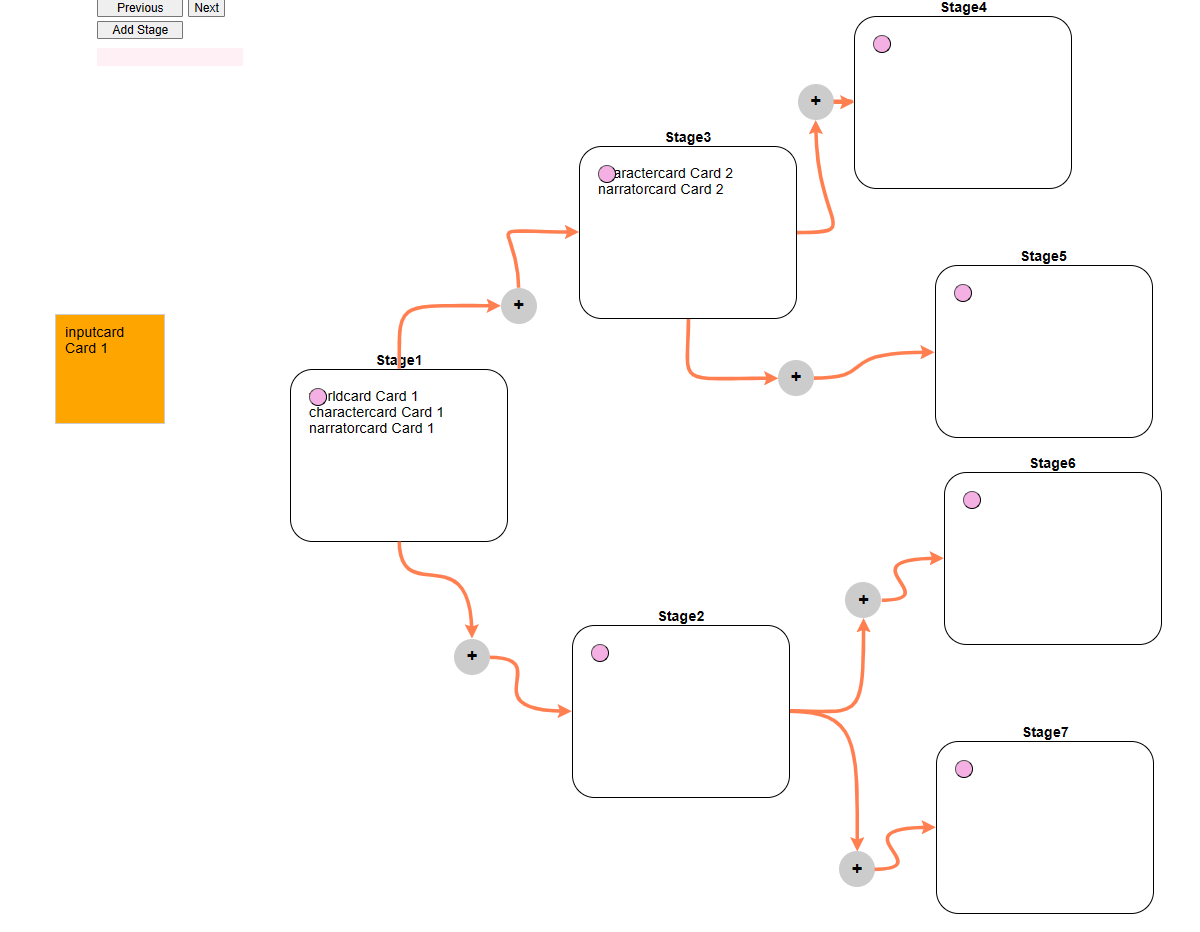 Previous Next
Add Stage
Stage4
+
Stage3
aractercard Card 2
narratorcard Card 2
Stage5
+
inputcard
Card 1
Stage1
+
rldcard Card 1
charactercard Card 1
narratorcard Card 1
Stage6
+
Stage2
+
Stage7
+
+